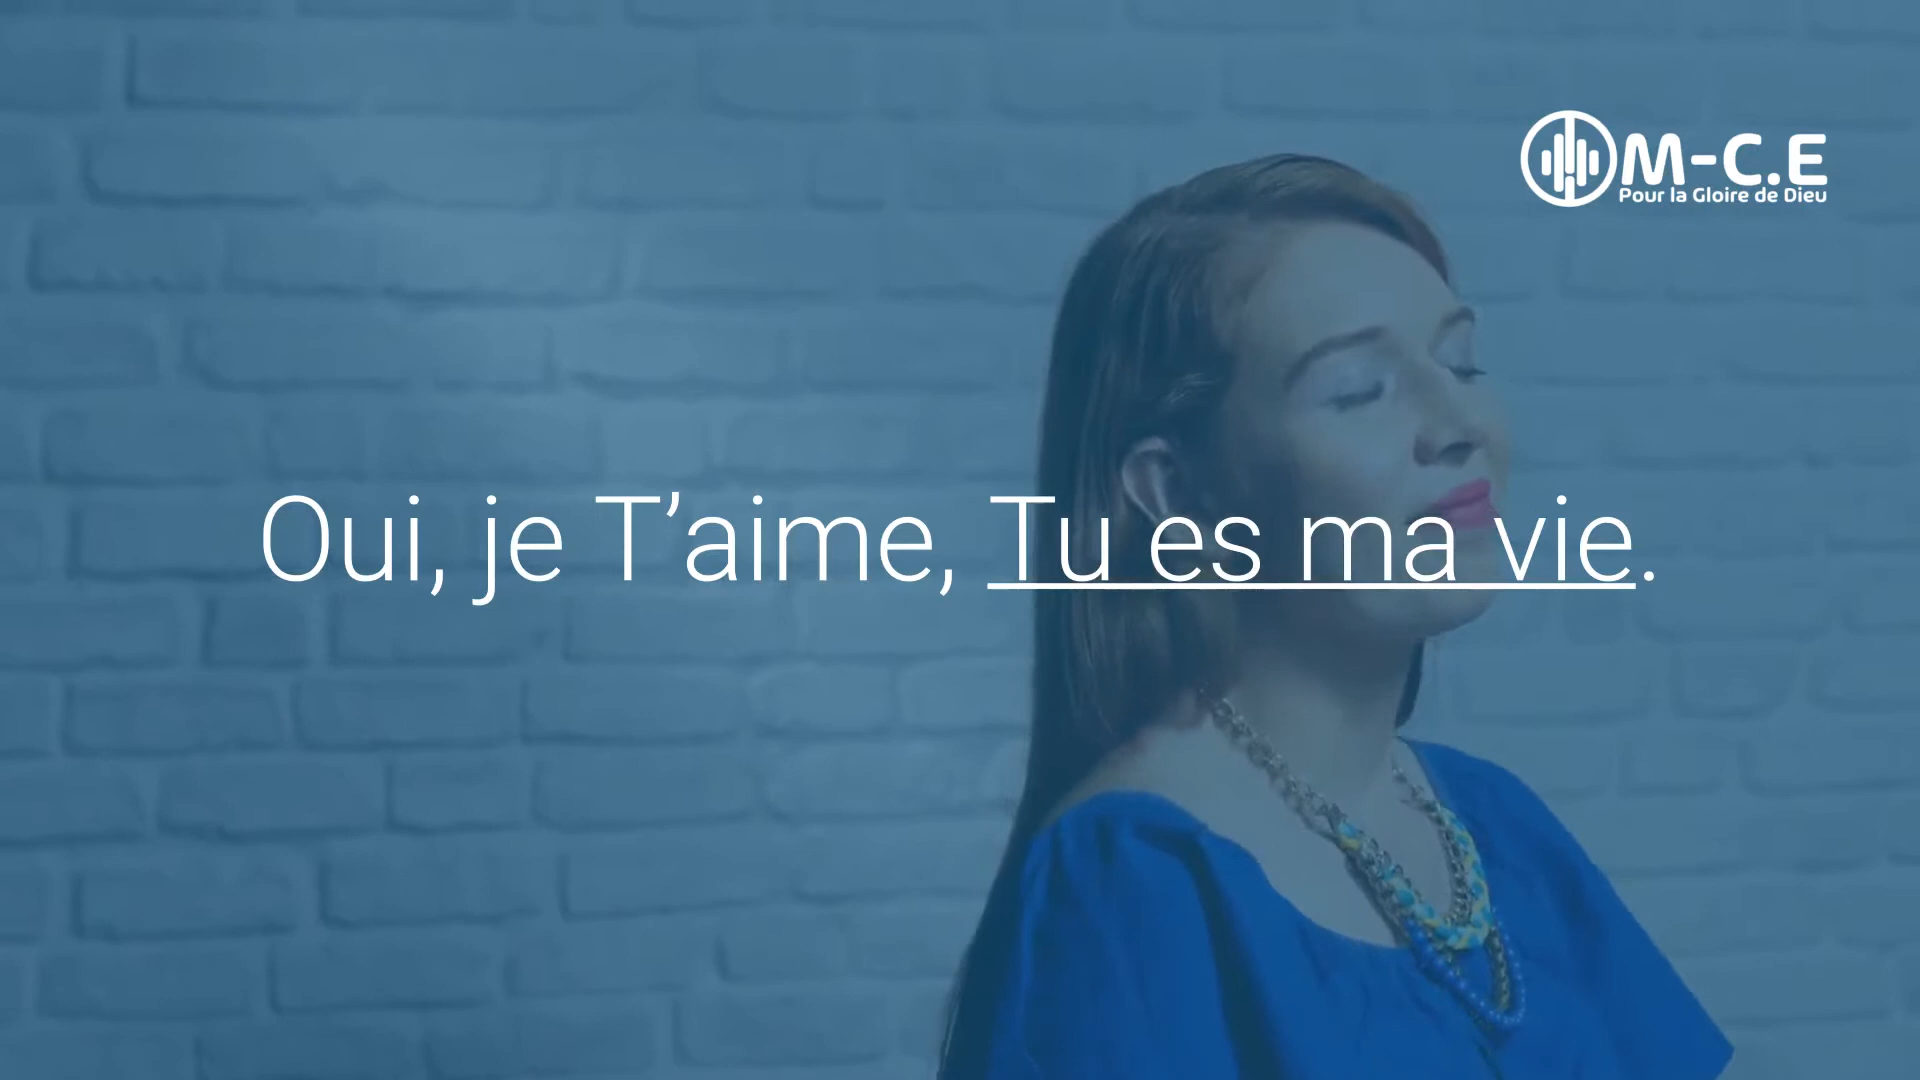 M-C.E
Pour la Gloire de Dieu
Oui, je T’aime, Tu es ma vie.